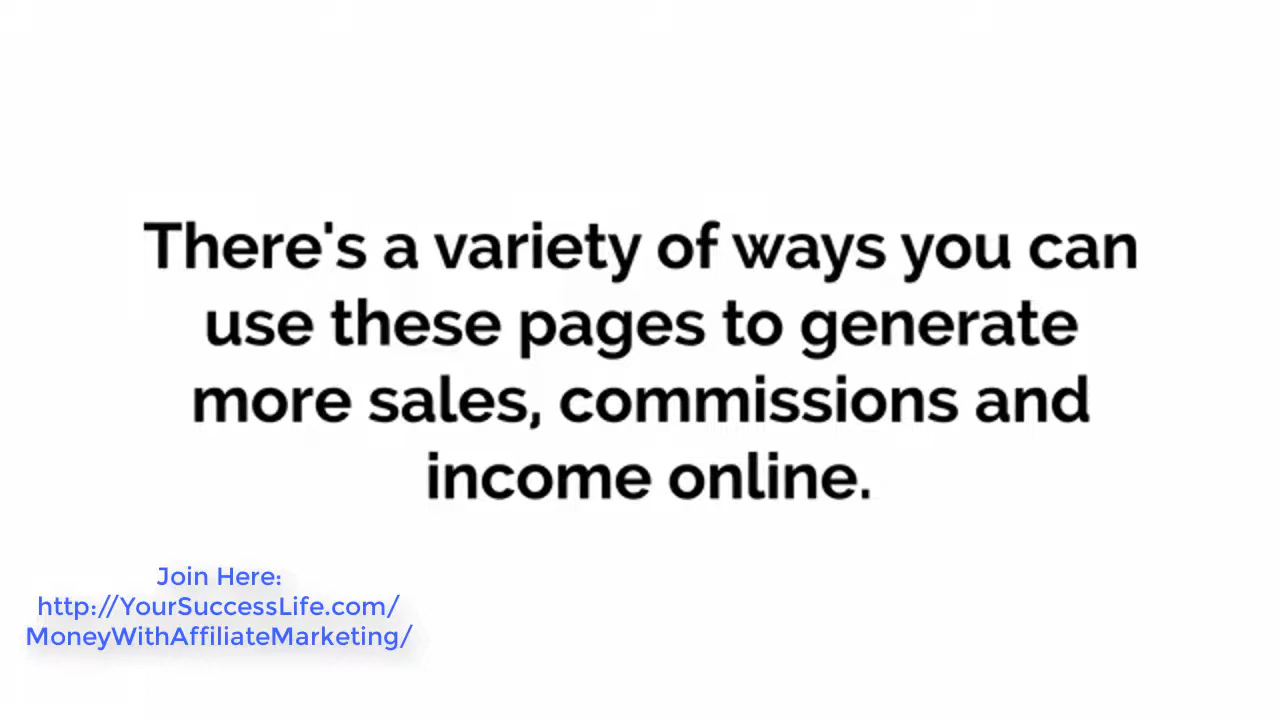 There's a variety of ways you can
use these pages to generate
more sales, commissions and
income online.
Join Here:
http://YourSuccessLife.com/
MoneyWithAffiliateMarketing/